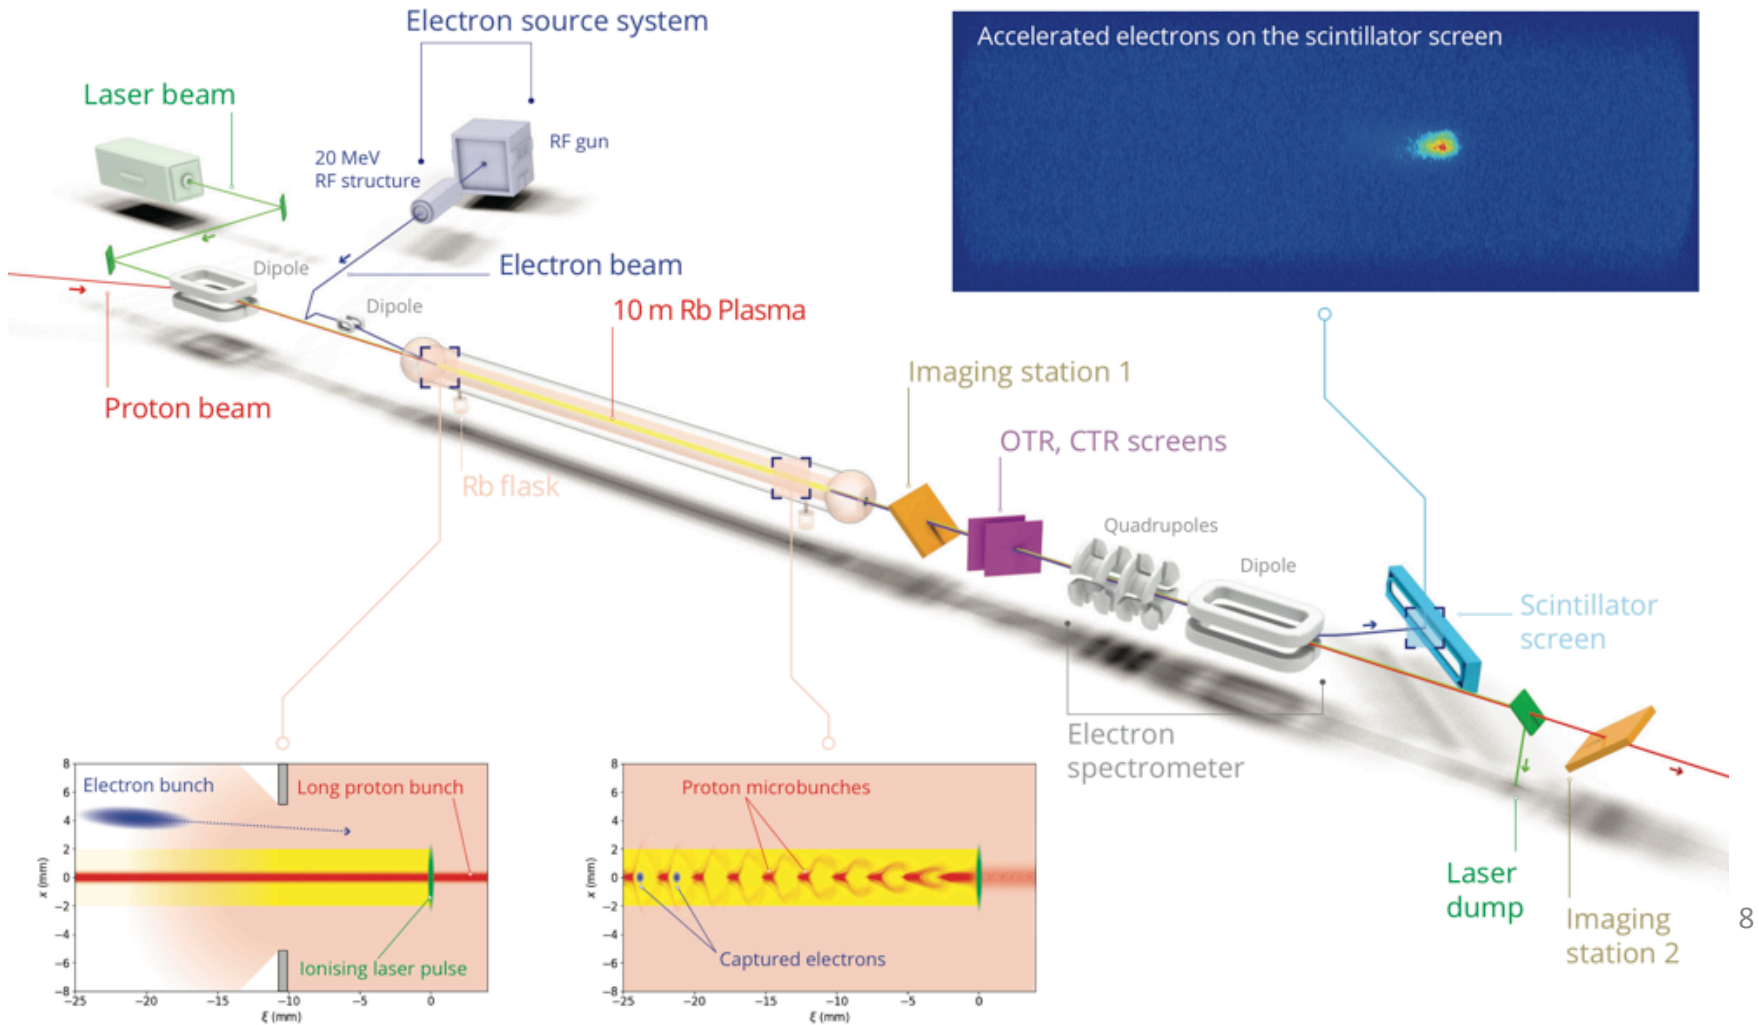 Electron source system
Accelerated electrons on the scintillator screen
Laser beam
RF gun
20 MeV
RF structure
Dipole
Electron beam
Dipole
10 m Rb Plasma
Proton beam
Imaging station 1
OTR, CTR screens
Rb flask
Quadrupoles
Dipole
Scintillator
screen
Electron
spectrometer
Laser
dump
Imaging
station 2
8
8
6
4
2
0
−2
−4
−6
−8
x (mm)
Electron bunch
Long proton bunch
Ionising laser pulse
−25
−20
−15
−10
−5
0
ξ (mm)
8
6
4
2
0
−2
−4
−6
−8
x (mm)
Proton microbunches
Captured electrons
−25
−20
−15
−10
−5
0
ξ (mm)